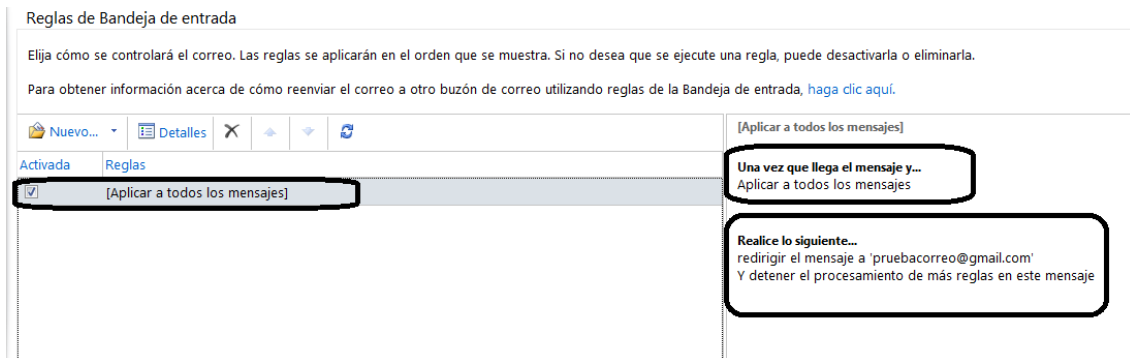 Reglas de Bandeja de entrada
Elija cómo se controlará el correo. Las reglas se aplicarán en el orden que se muestra. Si no desea que se ejecute una regla, puede desactivarla o eliminarla.
Para obtener información acerca de cómo reenviar el correo a otro buzón de correo utilizando reglas de la Bandeja de entrada, haga clic aquí.
Nuevo... Detalles
Activada Reglas
[Aplicar a todos los mensajes]
[Aplicar a todos los mensajes]
Una vez que llega el mensaje y...
Aplicar a todos los mensajes
Realice lo siguiente...
redirigir el mensaje a 'pruebacorreo@gmail.com'
Y detener el procesamiento de más reglas en este mensaje